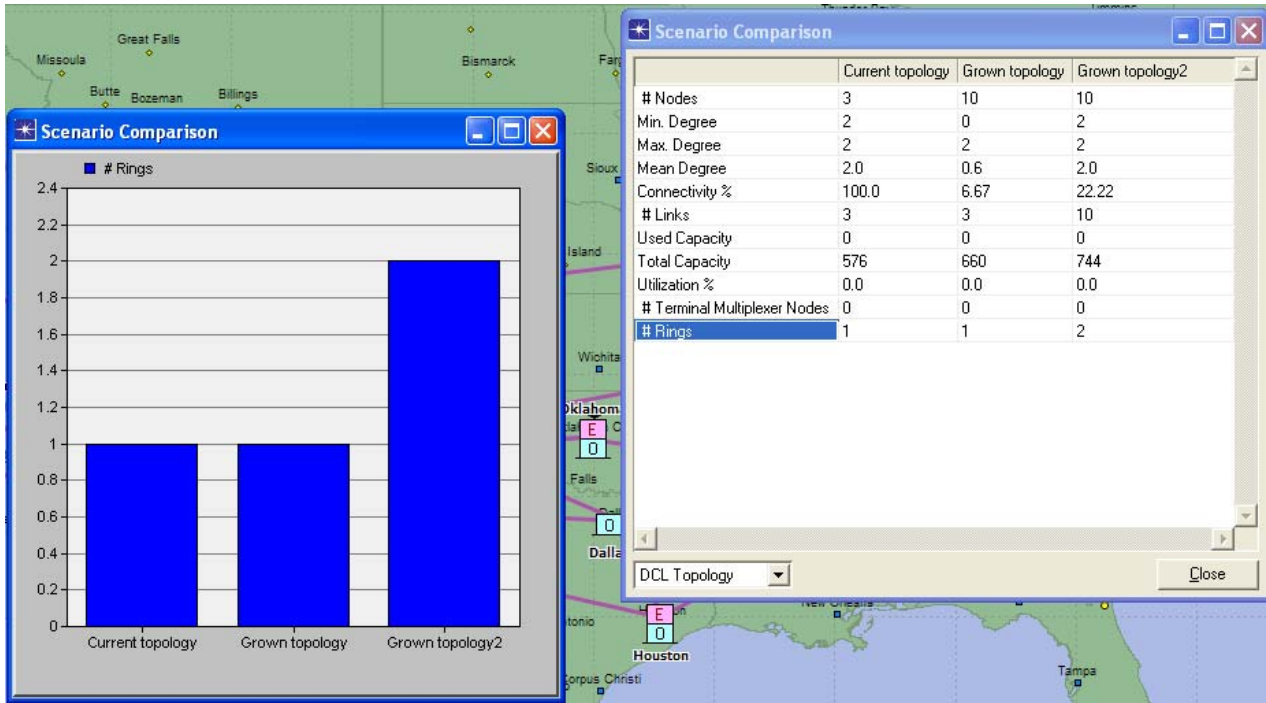 Great Falls
Missoula
Bismarck
Butte
Bozeman
Billings
Scenario Comparison
# Rings
2.4
2.2
2
1.8
1.6
1.4
1.2
1
0.8
0.6
0.4
0.2
0
Current topology Grown topology Grown topology2
Sioux
Island
Wichita
Oklahom
E
O
Falls
O
Dalla
tonio
E
O
Houston
Corpus Christi
Scenario Comparison
Current topology Grown topology Grown topology2
# Nodes 3 10 10
Min. Degree 2 0 2
Max. Degree 2 2 2
Mean Degree 2.0 0.6 2.0
Connectivity % 100.0 6.67 22.22
# Links 3 3 10
Used Capacity 0 0 0
Total Capacity 576 660 744
Utilization % 0.0 0.0 0.0
# Terminal Multiplexer Nodes 0 0 0
# Rings 1 1 2
DCL Topology
Close
New Orleans
Tampa